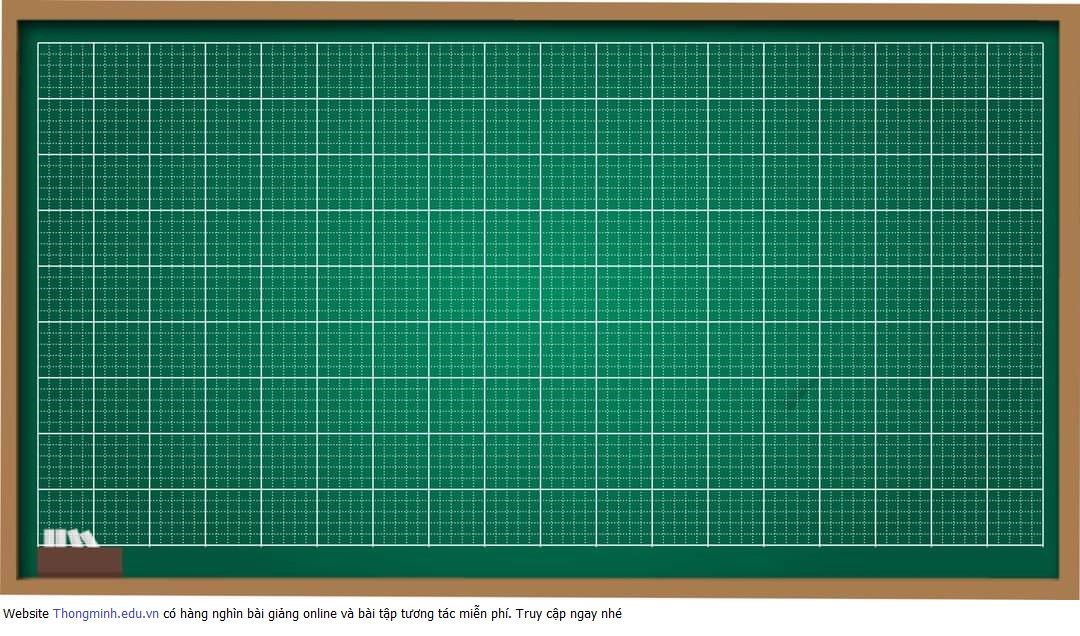 Website Thongminh.edu.vn có hàng nghìn bài giảng online và bài tập tương tác miễn phí. Truy cập ngay nhé